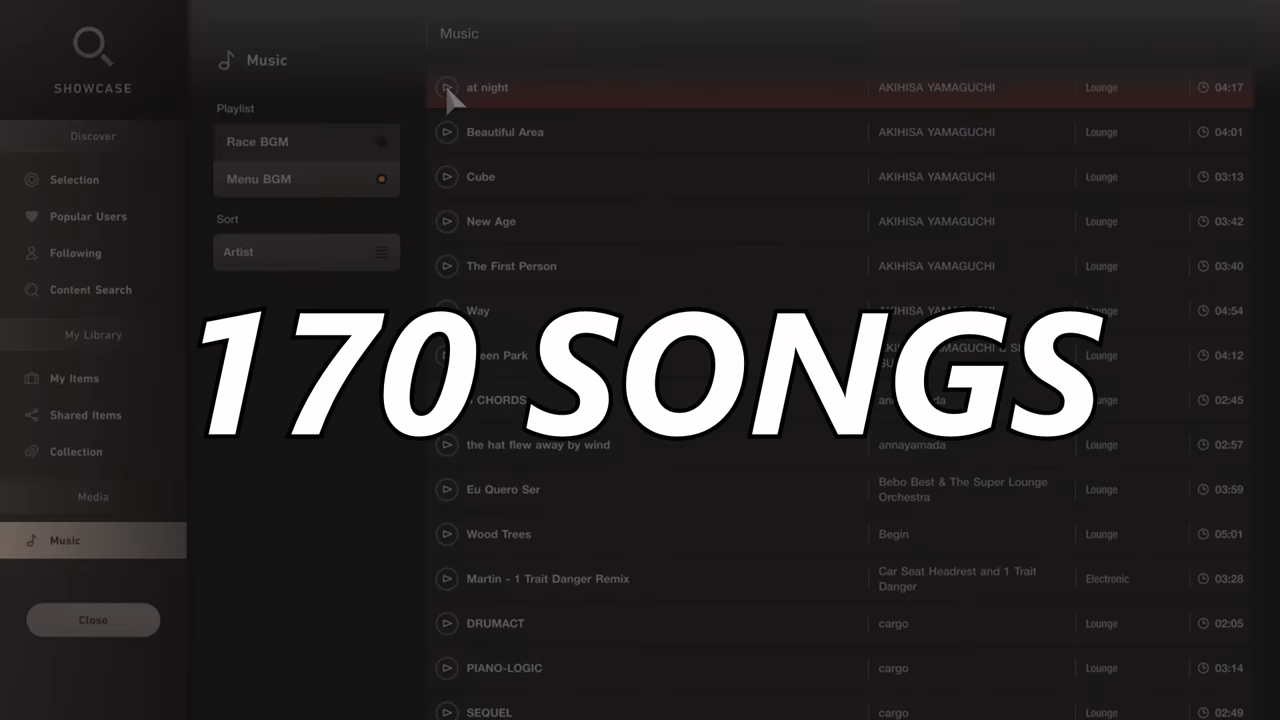 SHOWCASE
Discover
Selection
Popular Users
Following
Content Search
My Library
My Items
Shared Items
Collection
Media
Music
Close
Music
Playlist
Race BGM
Menu BGM
Sort
Artist
Music
at night AKIHISA YAMAGUCHI Lounge 04:17
Beautiful Area AKIHISA YAMAGUCHI Lounge 04:01
Cube AKIHISA YAMAGUCHI Lounge 03:13
New Age AKIHISA YAMAGUCHI Lounge 03:42
The First Person AKIHISA YAMAGUCHI Lounge 03:40
Way Lounge 04:54
Park Lounge 04:12
CHORDS Lounge 02:45
170 SONGS
the hat flew away by wind annayamada Lounge 02:57
Eu Quero Ser Bebo Best & The Super Lounge Lounge 03:59
Orchestra
Wood Trees Begin Lounge 05:01
Martin - 1 Trait Danger Remix Car Seat Headrest and 1 Trait Electronic 03:28
Danger
DRUMACT cargo Lounge 02:05
PIANO-LOGIC cargo Lounge 03:14
SEQUEL cargo Lounge 02:49